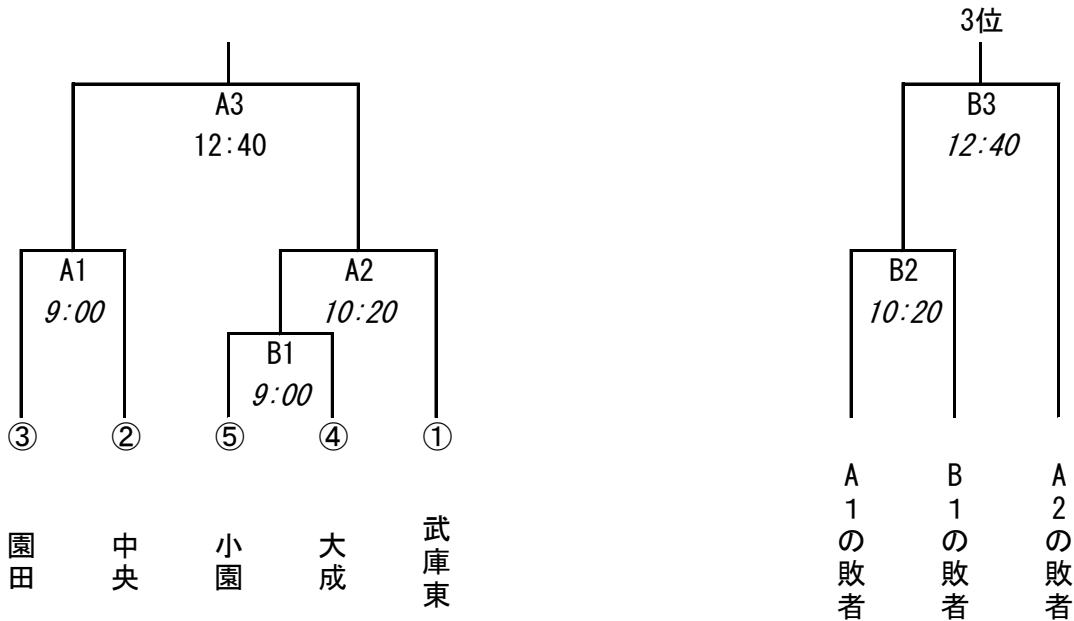 3位
A3
12:40
B3
12:40
A1
9:00
A2
10:20
B2
10:20
B1
9:00
③
②
⑤
④
①
園田
中央
小園
大成
武庫東
A1の敗者
B1の敗者
A2の敗者